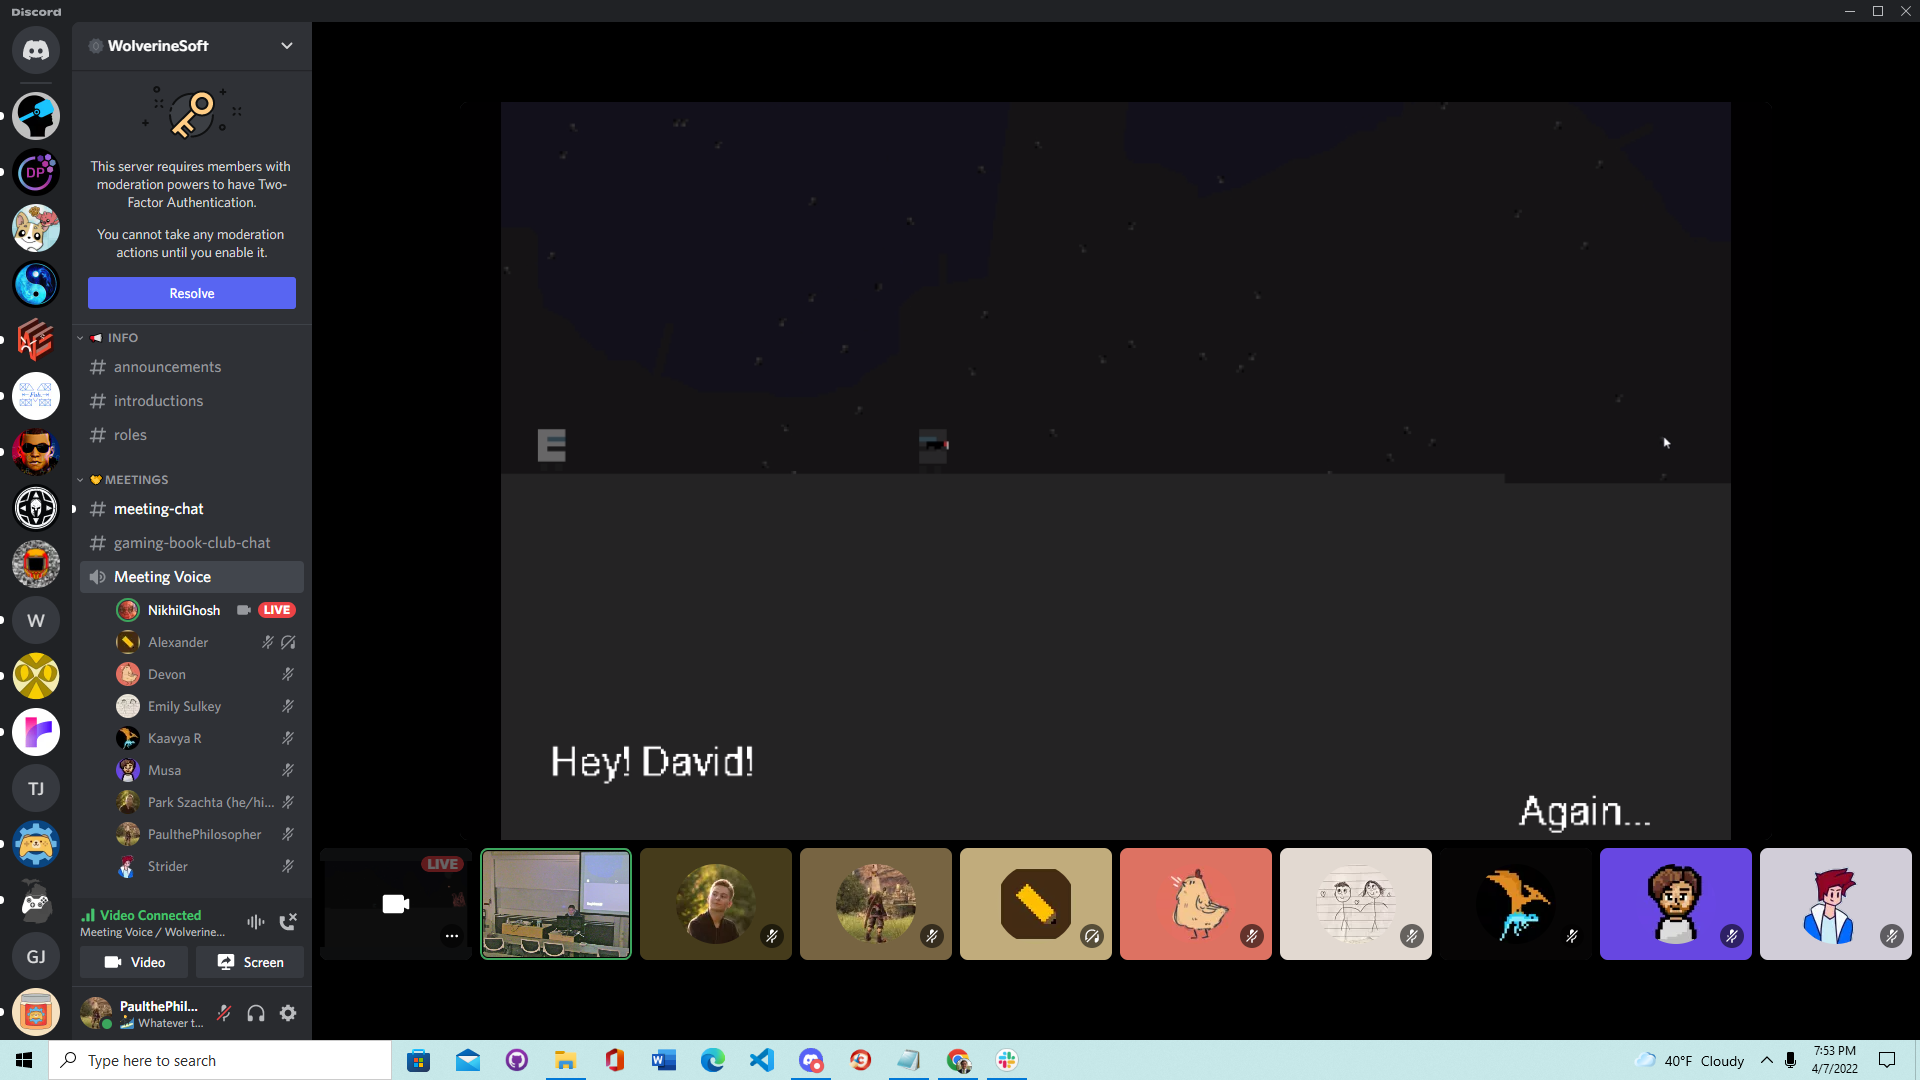 Discord
WolverineSoft
This server requires members with
moderation powers to have Two-
Factor Authentication.
You cannot take any moderation
actions until you enable it.
Resolve
INFO
announcements
introductions
roles
MEETINGS
meeting-chat
gaming-book-club-chat
Meeting Voice
NikhilGhosh LIVE
Alexander
Devon
Emily Sulkey
Kaavya R
Musa
Park Szachta (he/hi...
PaulthePhilosopher
Strider
Video Connected
Meeting Voice / Wolverine...
Video
Screen
PaulthePhil...
Whatever t...
DP
W
TJ
GJ
Hey! David!
Again...
LIVE
Type here to search
40°F Cloudy
7:53 PM
4/7/2022